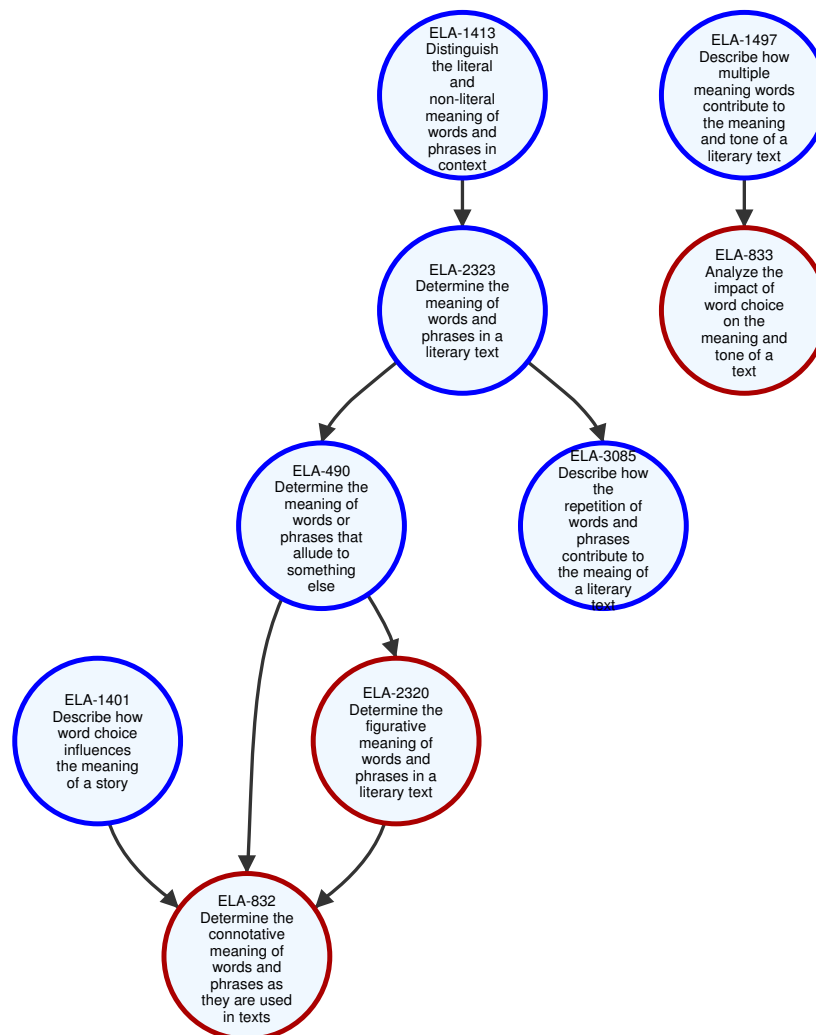 ELA-1413
Distinguish
the literal
and
non-literal
meaning of
words and
phrases in
context
ELA-1497
Describe how
multiple
meaning words
contribute to
the meaning
and tone of a
literary text
ELA-2323
Determine the
meaning of
words and
phrases in a
literary text
ELA-833
Analyze the
impact of
word choice
on the
meaning and
tone of a
text
ELA-490
Determine the
meaning of
words or
phrases that
allude to
something
else
ELA-3085
Describe how
the
repetition of
words and
phrases
contribute to
the meaing of
a literary
text
ELA-1401
Describe how
word choice
influences
the meaning
of a story
ELA-2320
Determine the
figurative
meaning of
words and
phrases in a
literary text
ELA-832
Determine the
connotative
meaning of
words and
phrases as
they are used
in texts